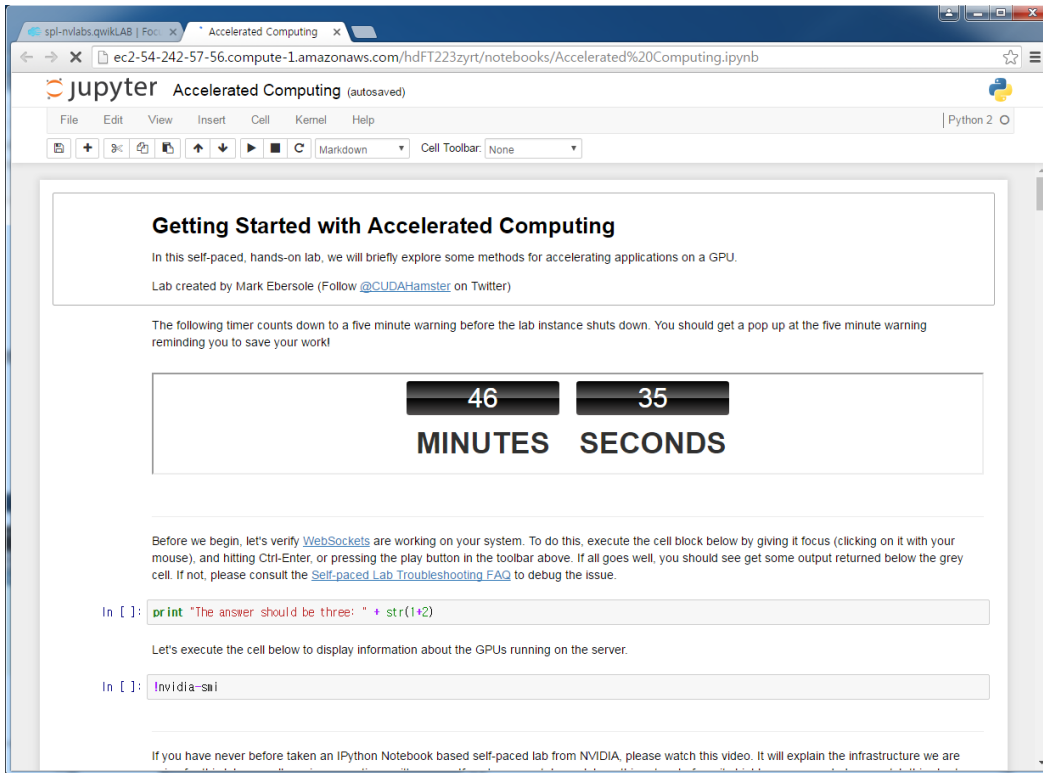 spl-nvlabs.qwikLAB | Foc
Accelerated Computing
ec2-54-242-57-56.compute-1.amazonaws.com/hdFT223zyrt/notebooks/Accelerated%20Computing.ipynb
jupyter Accelerated Computing (autosaved)
File Edit View Insert Cell Kernel Help
Python 2
Markdown Cell Toolbar: None
Getting Started with Accelerated Computing
In this self-paced, hands-on lab, we will briefly explore some methods for accelerating applications on a GPU.
Lab created by Mark Ebersole (Follow @CUDAHamster on Twitter)
The following timer counts down to a five minute warning before the lab instance shuts down. You should get a pop up at the five minute warning
reminding you to save your work!
46 35
MINUTES SECONDS
Before we begin, let's verify WebSockets are working on your system. To do this, execute the cell block below by giving it focus (clicking on it with your
mouse), and hitting Ctrl-Enter, or pressing the play button in the toolbar above. If all goes well, you should see get some output returned below the grey
cell. If not, please consult the Self-paced Lab Troubleshooting FAQ to debug the issue.
In [ ]: print "The answer should be three: " + str(1+2)
Let's execute the cell below to display information about the GPUs running on the server.
In [ ]: !nvidia-smi
If you have never before taken an IPython Notebook based self-paced lab from NVIDIA, please watch this video. It will explain the infrastructure we are